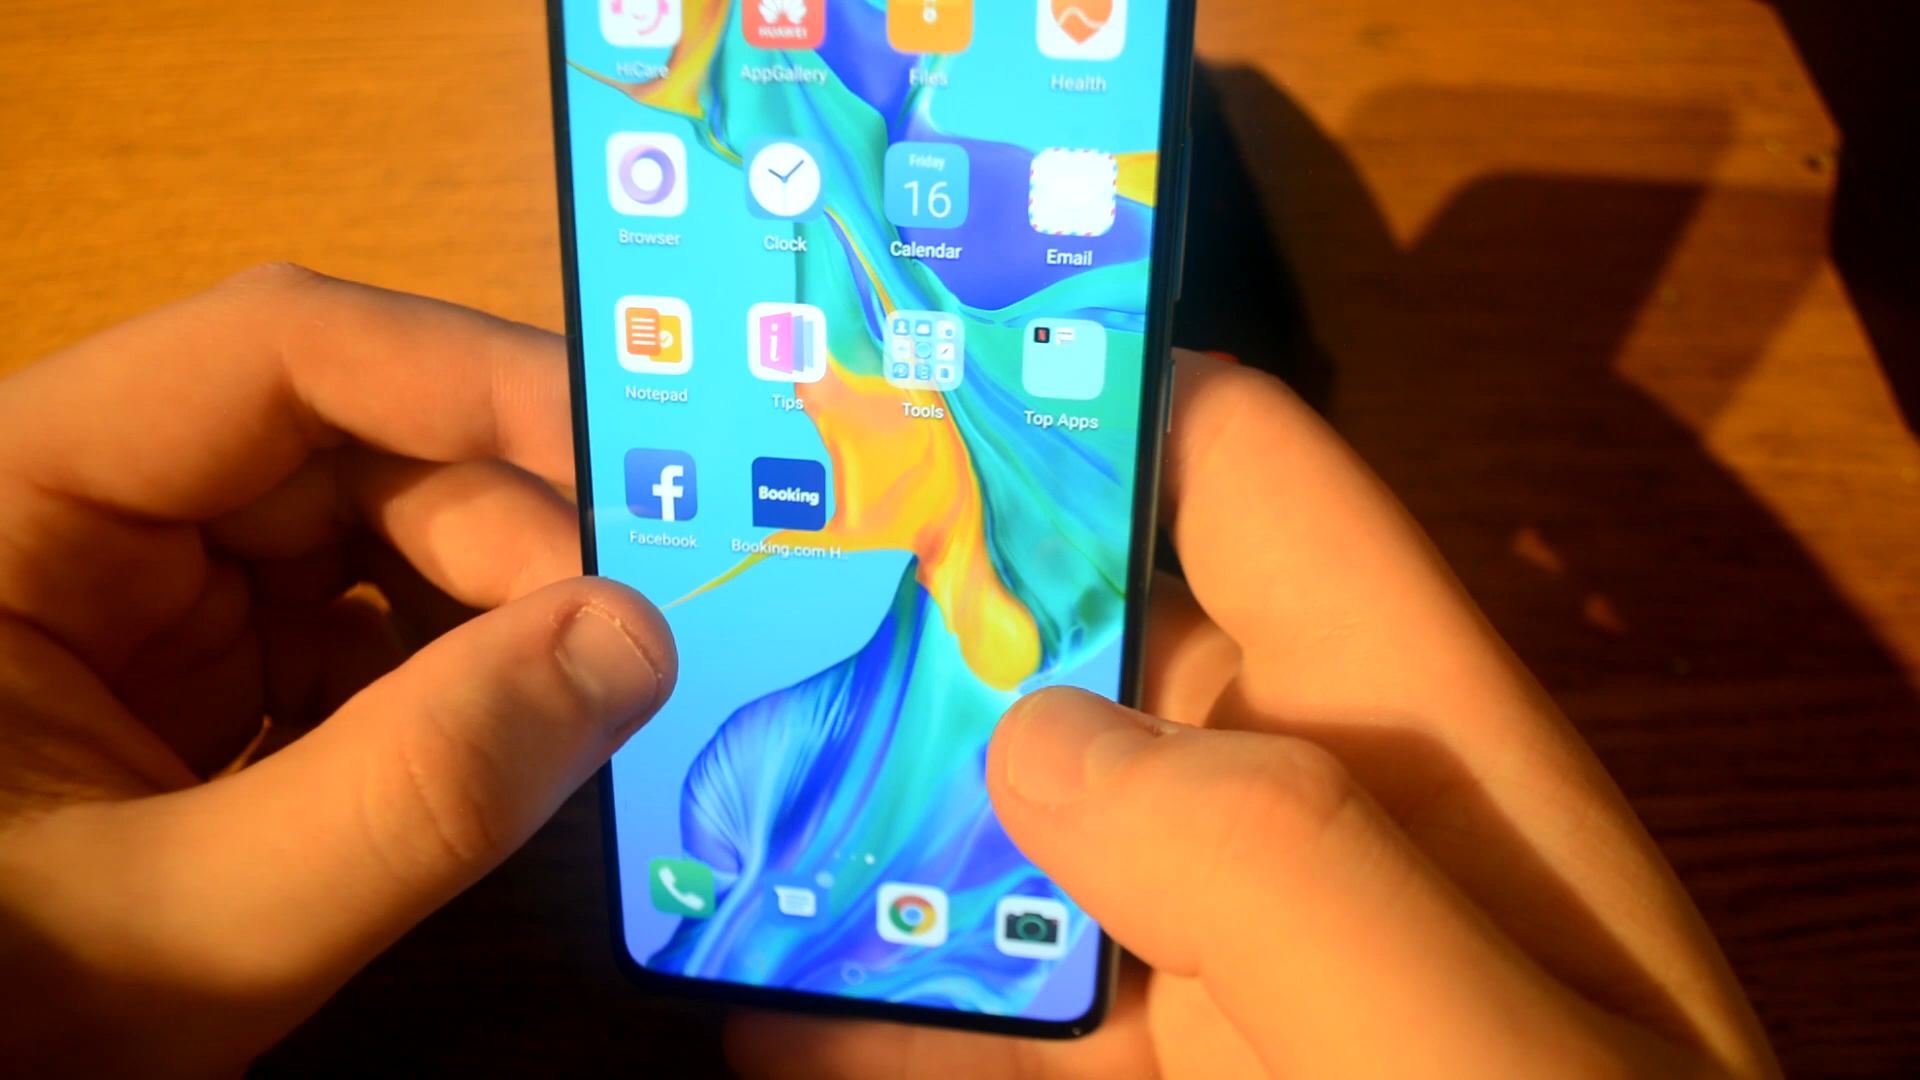 HUAWEI
HiCare
AppGallery
Files
Health
Friday
16
Browser
Clock
Calendar
Email
i
Notepad
Tips
Tools
Top Apps
f
Booking
Facebook
Booking.com H..